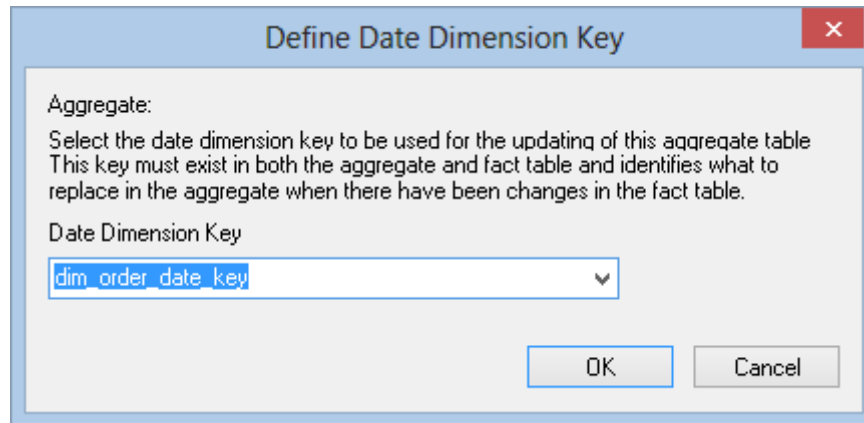 Define Date Dimension Key
Aggregate:
Select the date dimension key to be used for the updating of this aggregate table
This key must exist in both the aggregate and fact table and identifies what to
replace in the aggregate when there have been changes in the fact table.
Date Dimension Key
dim_order_date_key
OK Cancel